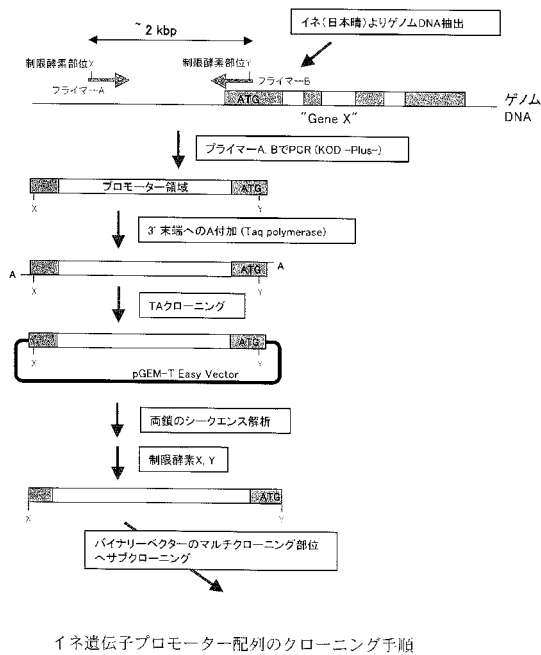 ~ 2 kbp
イネ(日本晴)よりゲノムDNA抽出
制限酵素部位X
制限酵素部位Y
プライマーA
プライマーB
ATG
"Gene X"
ゲノム
DNA
プライマーA, BでPCR (KOD -Plus-)
プロモーター領域
ATG
X
Y
3' 末端へのA付加 (Taq polymerase)
A
ATG
A
X
Y
TAクローニング
ATG
X
Y
pGEM-T Easy Vector
両鎖のシークエンス解析
制限酵素X, Y
ATG
X
Y
バイナリーベクターのマルチクローニング部位
へサブクローニング
イネ遺伝子プロモーター配列のクローニング手順